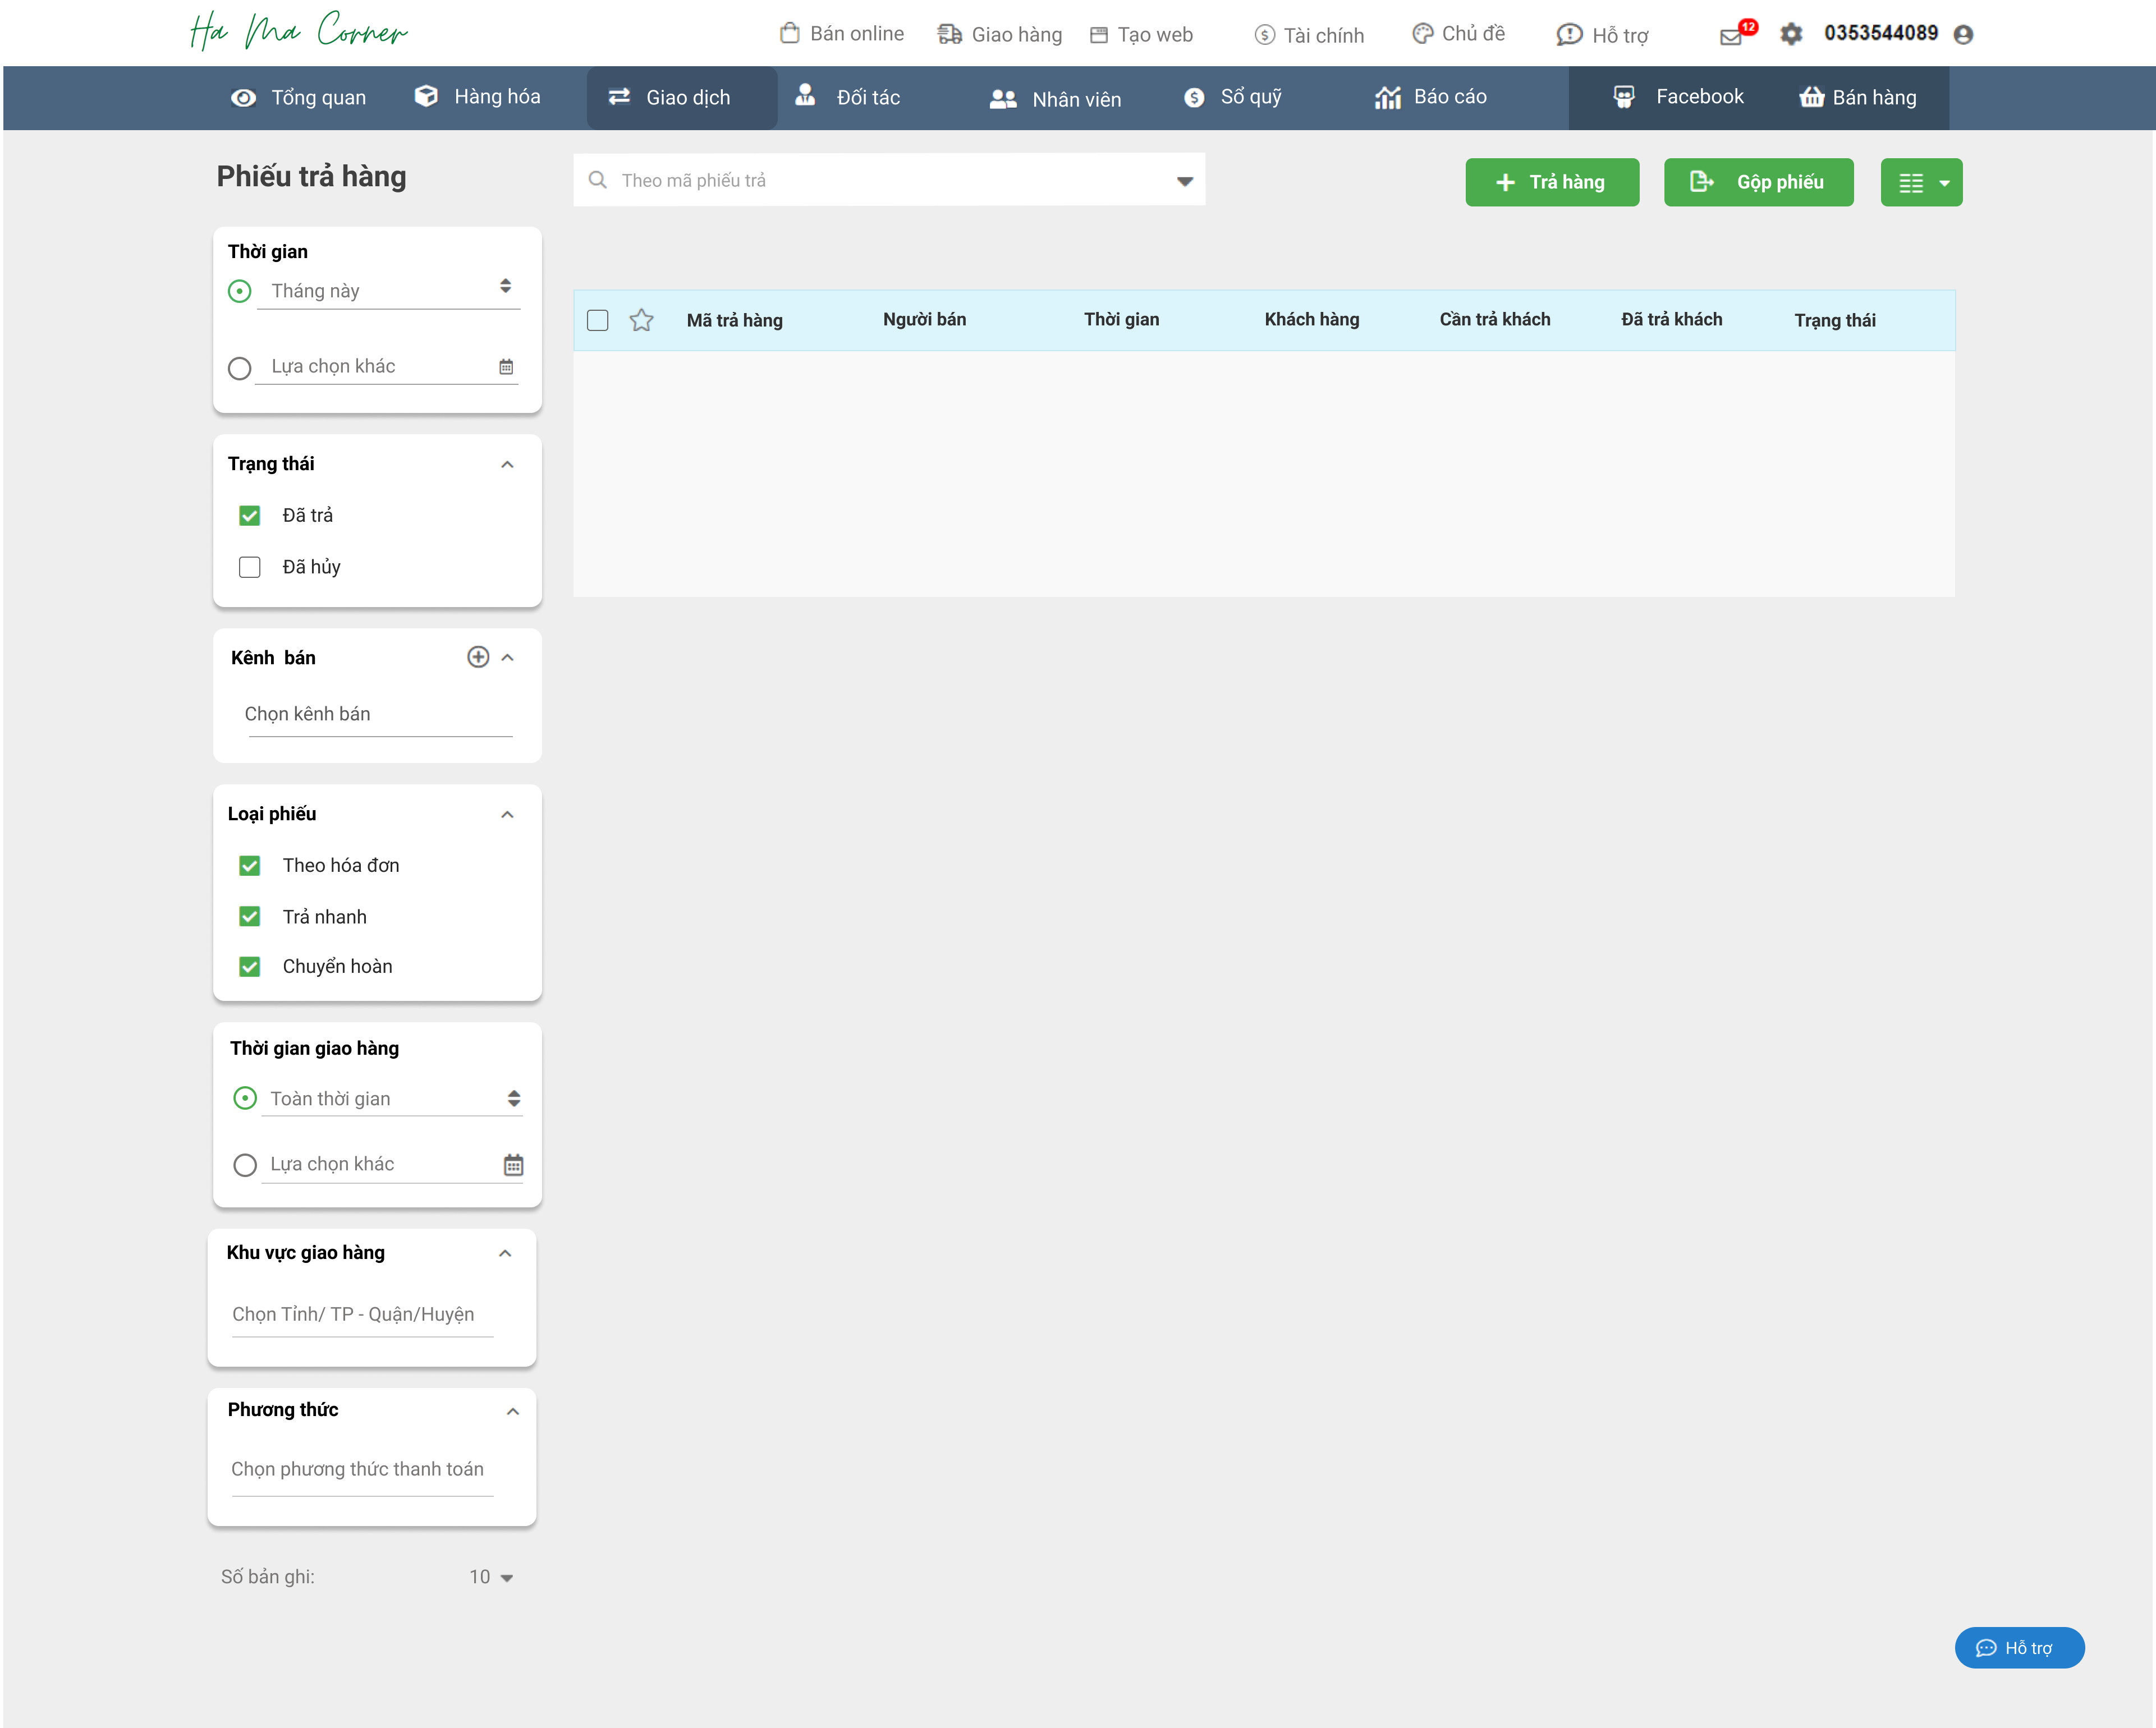 Ha Ma Corner
Bán online Giao hàng Tạo web Tài chính Chủ đề Hỗ trợ 12 0353544089
Tổng quan Hàng hóa Giao dịch Đối tác Nhân viên Sổ quỹ Báo cáo Facebook Bán hàng
Phiếu trả hàng
Theo mã phiếu trả
Trả hàng Gộp phiếu
Thời gian
Tháng này
Lựa chọn khác
Mã trả hàng Người bán Thời gian Khách hàng Cần trả khách Đã trả khách Trạng thái
Trạng thái
Đã trả
Đã hủy
Kênh bán
Chọn kênh bán
Loại phiếu
Theo hóa đơn
Trả nhanh
Chuyển hoàn
Thời gian giao hàng
Toàn thời gian
Lựa chọn khác
Khu vực giao hàng
Chọn Tỉnh/ TP - Quận/Huyện
Phương thức
Chọn phương thức thanh toán
Số bản ghi: 10
Hỗ trợ